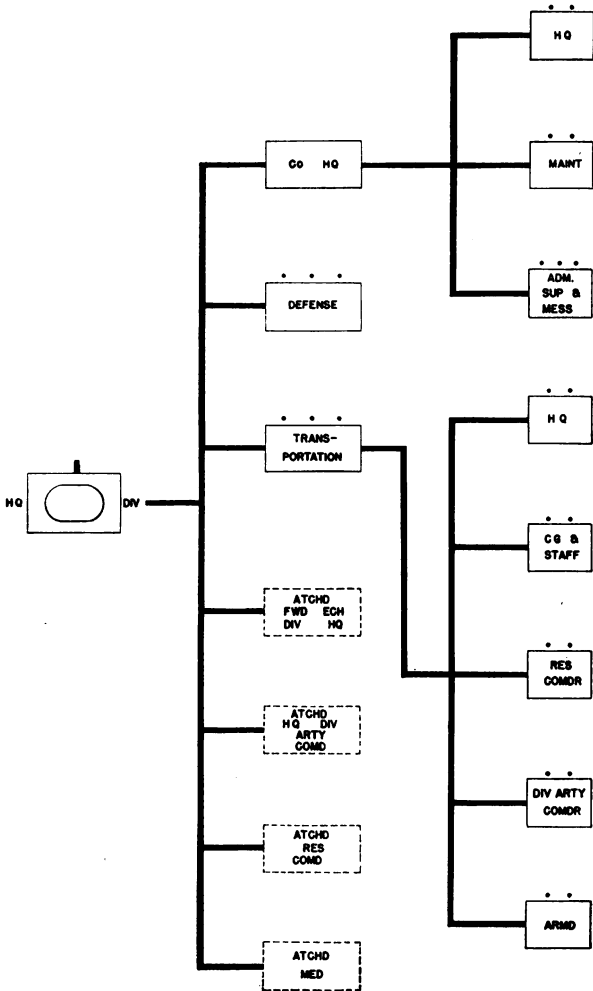 HQ
DIV
Co HQ
DEFENSE
TRANS-
PORTATION
ATCHD
FWD ECH
DIV HQ
ATCHD
HQ DIV
ARTY
COMD
ATCHD
RES
COMD
ATCHD
MED
HQ
MAINT
ADM.
SUP &
MESS
HQ
CG &
STAFF
RES
COMDR
DIV ARTY
COMDR
ARMD